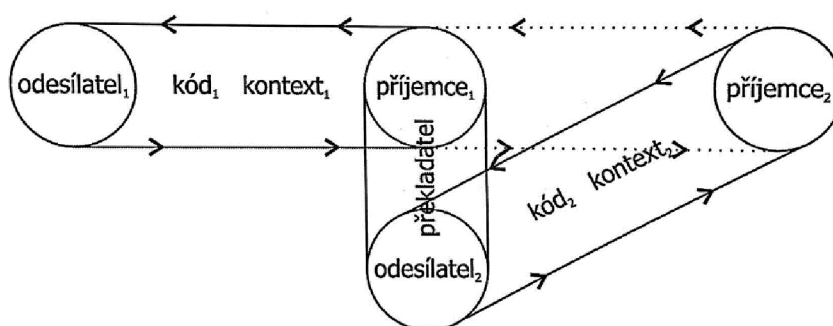 odesílatel₁ kód₁ kontext₁ příjemce₁ příjemce₂
překladatel
kód₂ kontext₂
odesílatel₂